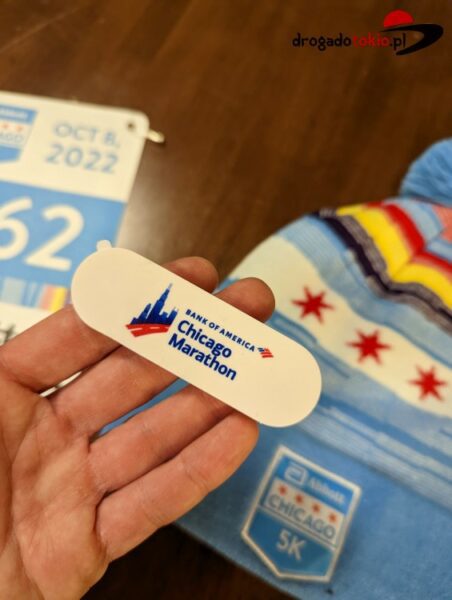 drogadotokio.pl
OCT 8,
2022
62
BANK OF AMERICA
Chicago
Marathon
Abbott
CHICAGO
5K